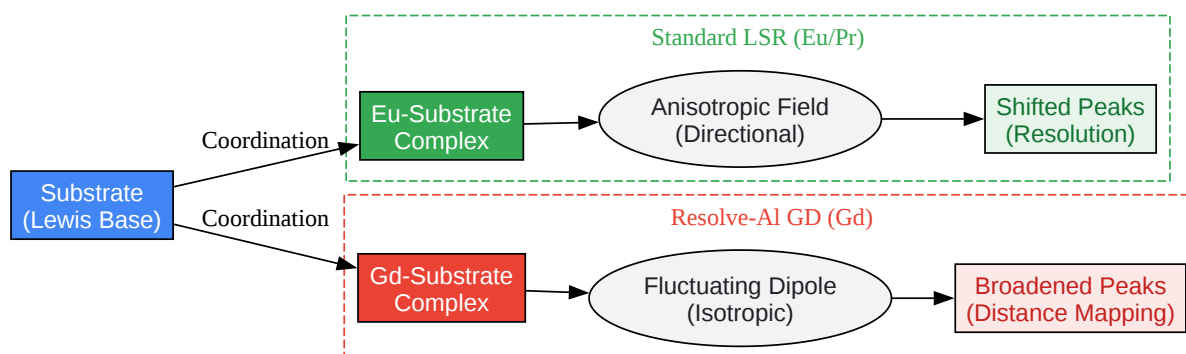 Standard LSR (Eu/Pr)
Eu-Substrate
Complex
Anisotropic Field
(Directional)
Shifted Peaks
(Resolution)
Coordination
Substrate
(Lewis Base)
Coordination
Resolve-Al GD (Gd)
Gd-Substrate
Complex
Fluctuating Dipole
(Isotropic)
Broadened Peaks
(Distance Mapping)